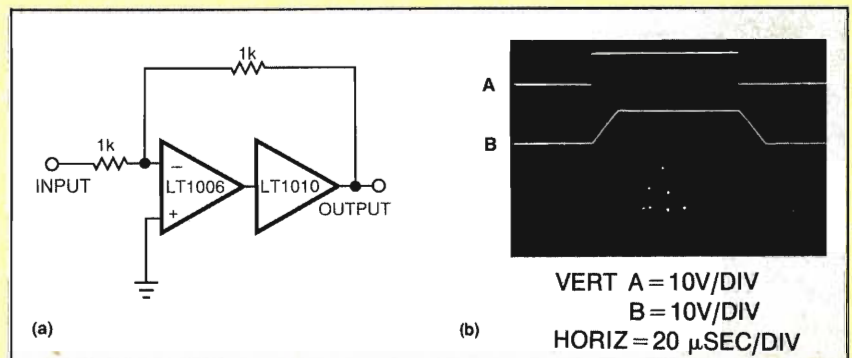 1k
1k
INPUT
−
LT1006
+
LT1010
OUTPUT
(a)
A
B
VERT A = 10V/DIV
B = 10V/DIV
HORIZ = 20 μSEC/DIV
(b)